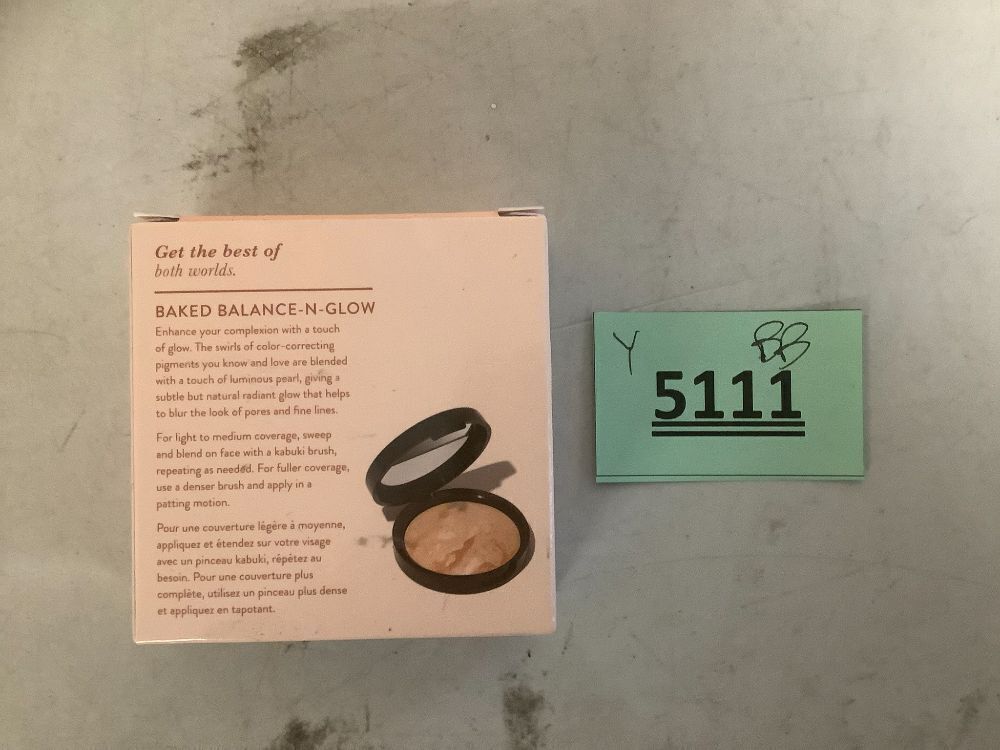 Get the best of
both worlds.
BAKED BALANCE-N-GLOW
Enhance your complexion with a touch
of glow. The swirls of color-correcting
pigments you know and love are blended
with a touch of luminous pearl, giving a
subtle but natural radiant glow that helps
to blur the look of pores and fine lines.
For light to medium coverage, sweep
and blend on face with a kabuki brush,
repeating as needed. For fuller coverage,
use a denser brush and apply in a
patting motion.
Pour une couverture légère à moyenne,
appliquez et étendez sur votre visage
avec un pinceau kabuki, répétez au
besoin. Pour une couverture plus
complète, utilisez un pinceau plus dense
et appliquez en tapotant.
Y BB
5111